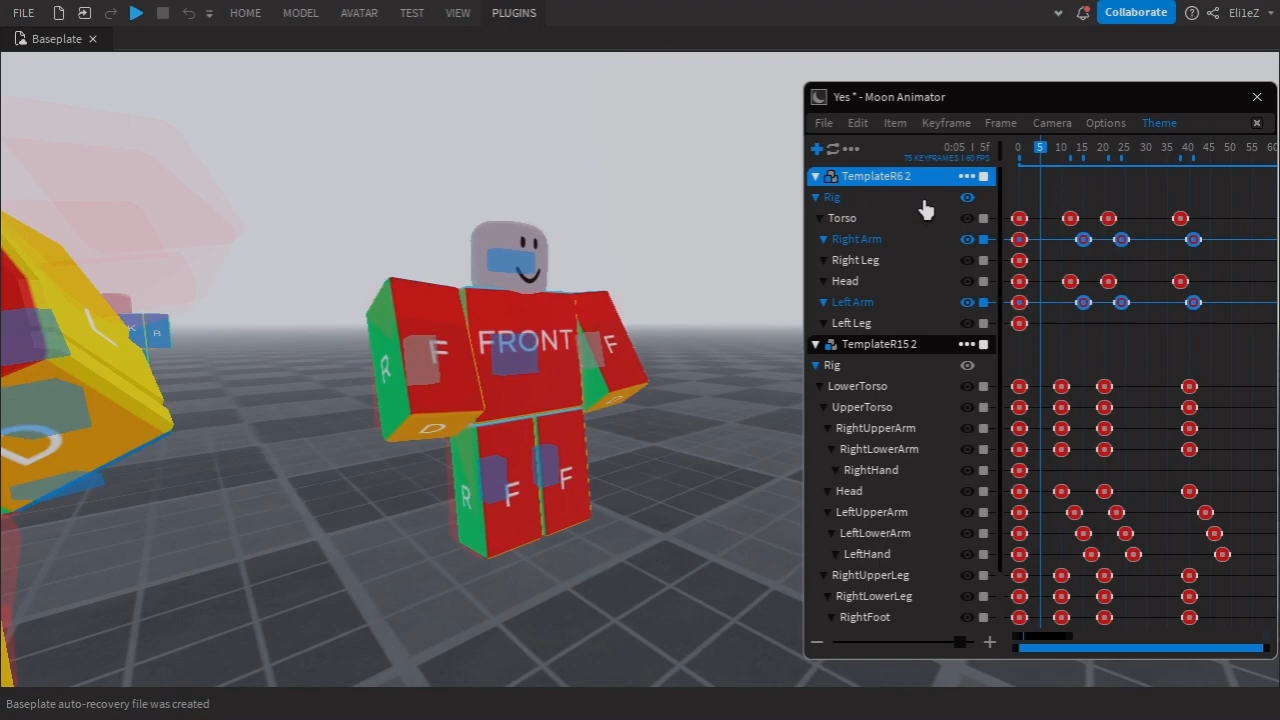 FILE HOME MODEL AVATAR TEST VIEW PLUGINS Collaborate Eli1eZ
Baseplate
Yes * - Moon Animator
File Edit Item Keyframe Frame Camera Options Theme
0:05 | 5f 0 5 10 15 20 25 30 35 40 45 50 55 60
75 KEYFRAMES | 60 FPS
TemplateR6 2
Rig
Torso
Right Arm
Right Leg
Head
Left Arm
Left Leg
TemplateR15 2
Rig
LowerTorso
UpperTorso
RightUpperArm
RightLowerArm
RightHand
Head
LeftUpperArm
LeftLowerArm
LeftHand
RightUpperLeg
RightLowerLeg
RightFoot
K R
L
R F FRONT F
D D
R F F
Baseplate auto-recovery file was created